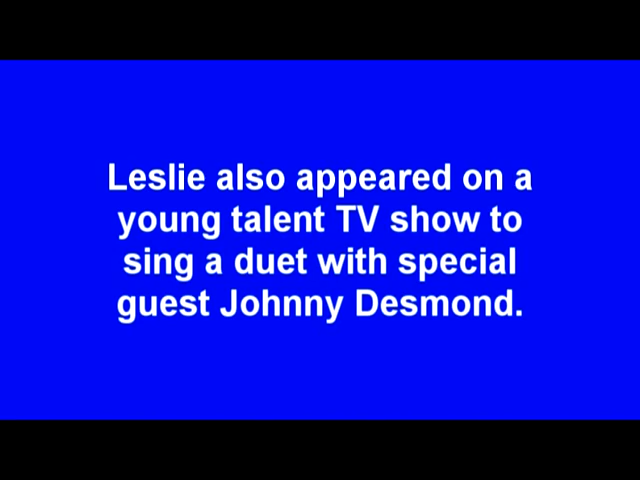 Leslie also appeared on a
young talent TV show to
sing a duet with special
guest Johnny Desmond.